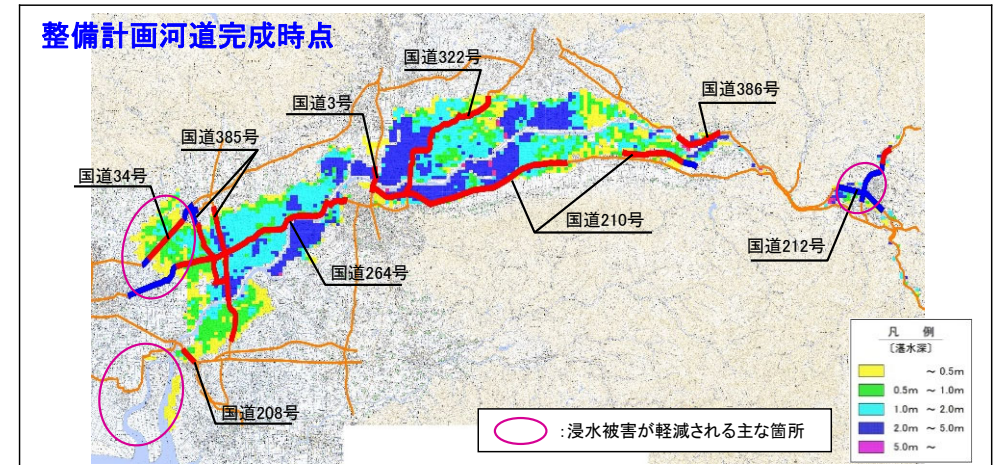 整備計画河道完成時点
国道322号
国道3号
国道386号
国道385号
国道34号
国道210号
国道212号
国道264号
国道208号
:浸水被害が軽減される主な箇所
凡 例
〔湛水深〕
~ 0.5m
0.5m ~ 1.0m
1.0m ~ 2.0m
2.0m ~ 5.0m
5.0m ~